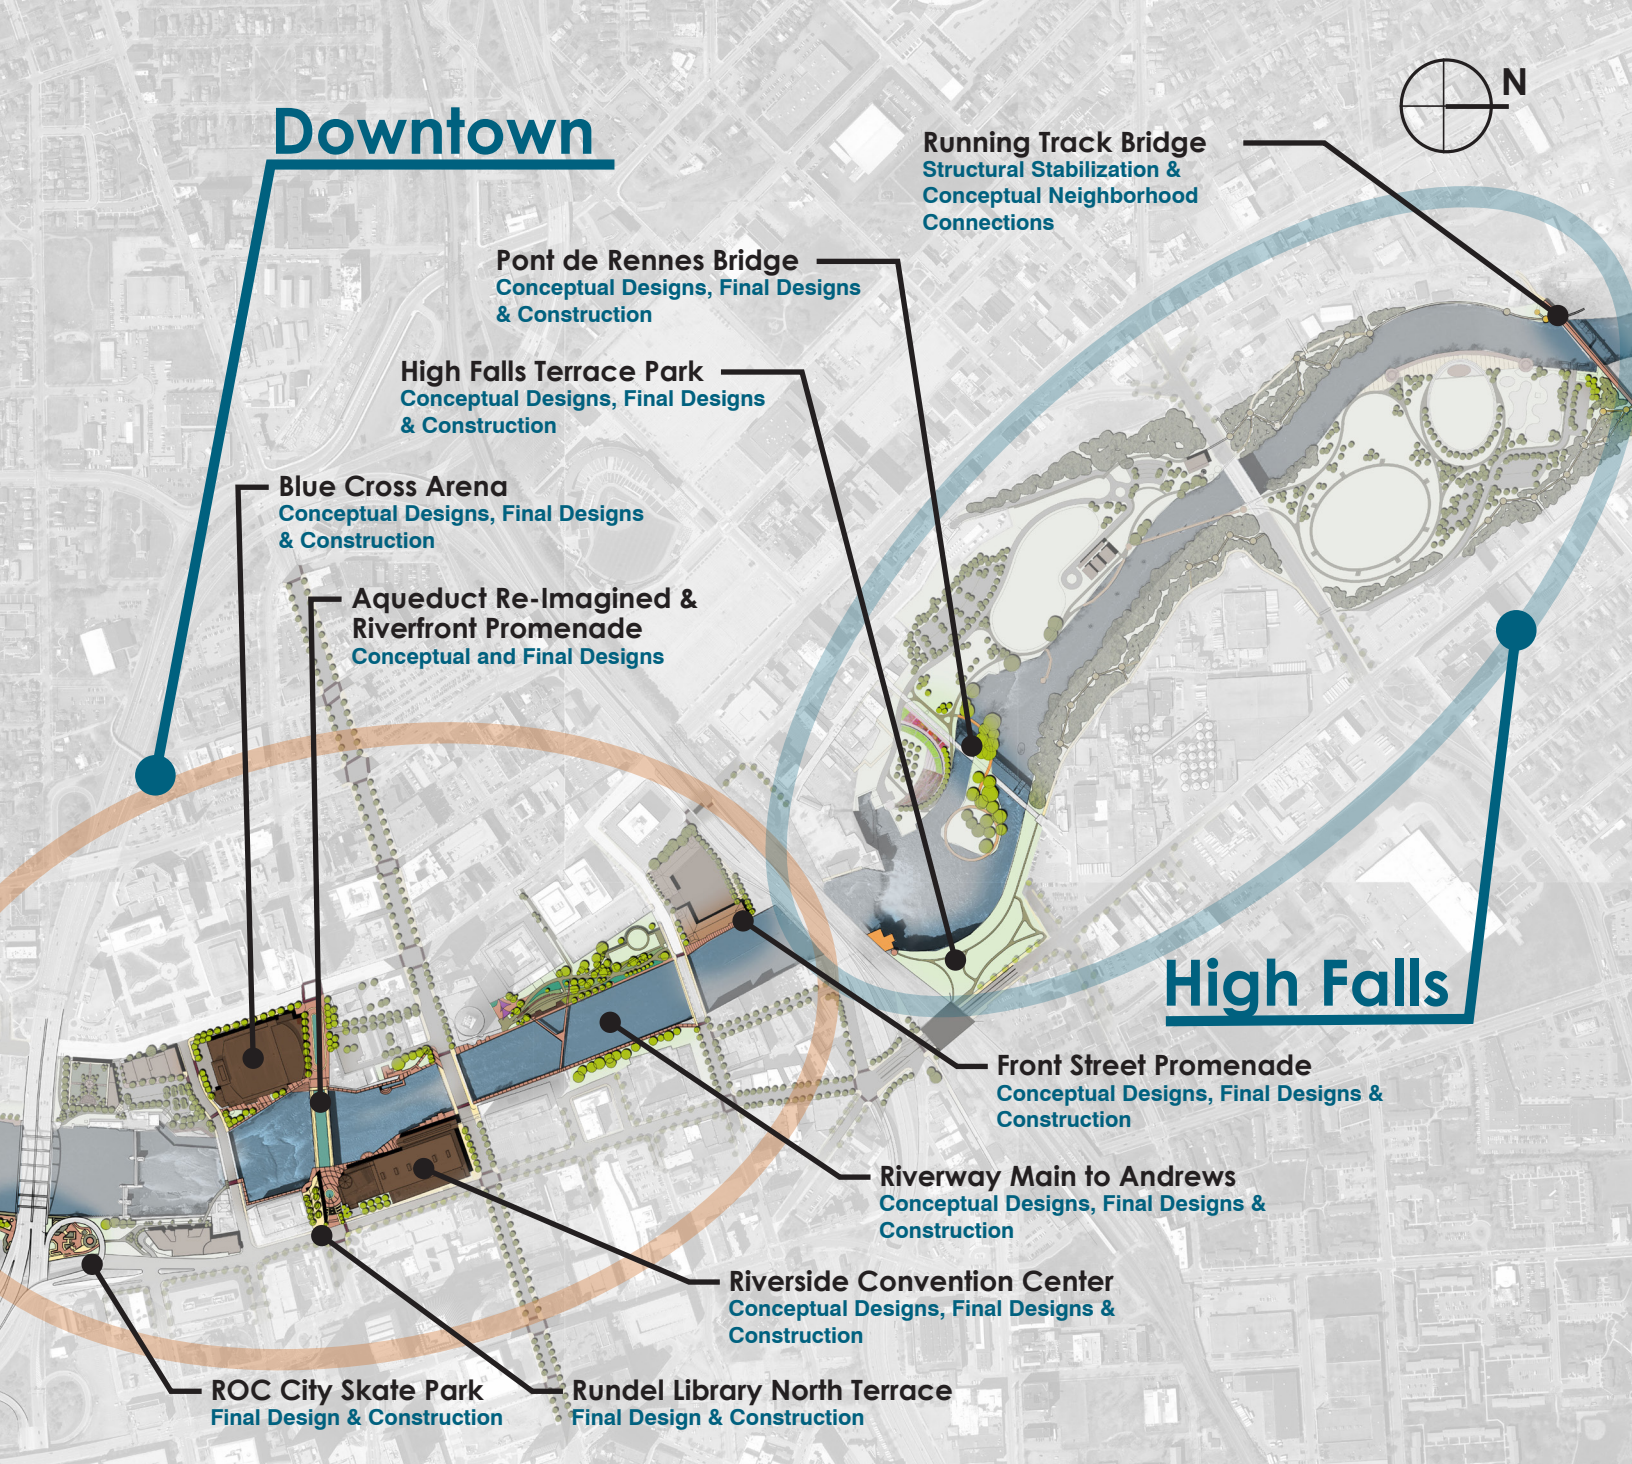 N
Downtown
Running Track Bridge
Structural Stabilization &
Conceptual Neighborhood
Connections
Pont de Rennes Bridge
Conceptual Designs, Final Designs
& Construction
High Falls Terrace Park
Conceptual Designs, Final Designs
& Construction
Blue Cross Arena
Conceptual Designs, Final Designs
& Construction
Aqueduct Re-Imagined &
Riverfront Promenade
Conceptual and Final Designs
High Falls
Front Street Promenade
Conceptual Designs, Final Designs &
Construction
Riverway Main to Andrews
Conceptual Designs, Final Designs &
Construction
Riverside Convention Center
Conceptual Designs, Final Designs &
Construction
ROC City Skate Park
Final Design & Construction
Rundel Library North Terrace
Final Design & Construction